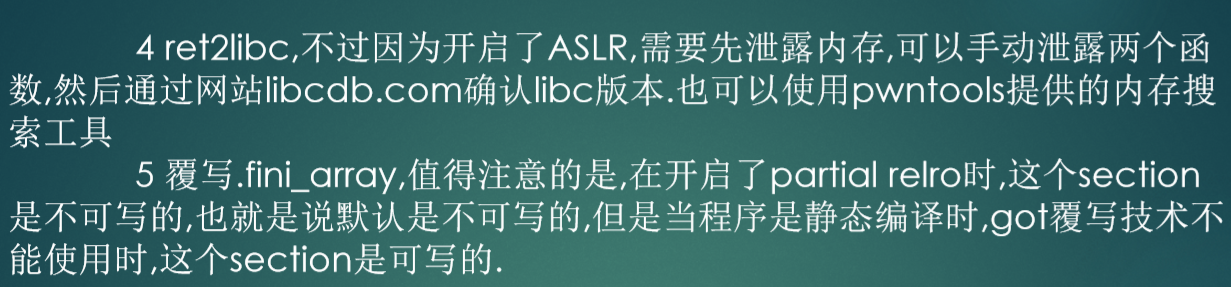 4 ret2libc,不过因为开启了ASLR,需要先泄露内存,可以手动泄露两个函
数,然后通过网站libcdb.com确认libc版本.也可以使用pwntools提供的内存搜
索工具
5 覆写.fini_array,值得注意的是,在开启了partial relro时,这个section
是不可写的,也就是说默认是不可写的,但是当程序是静态编译时,got覆写技术不
能使用时,这个section是可写的.